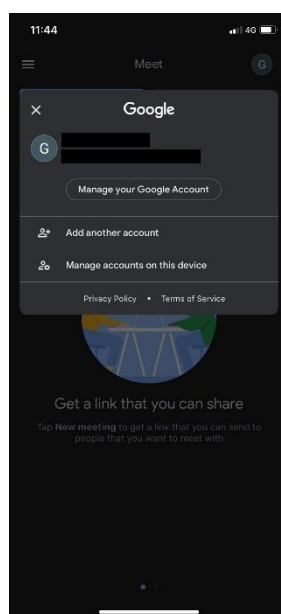 11:44
4G
Meet
G
Google
G
Manage your Google Account
Add another account
Manage accounts on this device
Privacy Policy • Terms of Service
Get a link that you can share
Tap New meeting to get a link that you can send to
people that you want to meet with